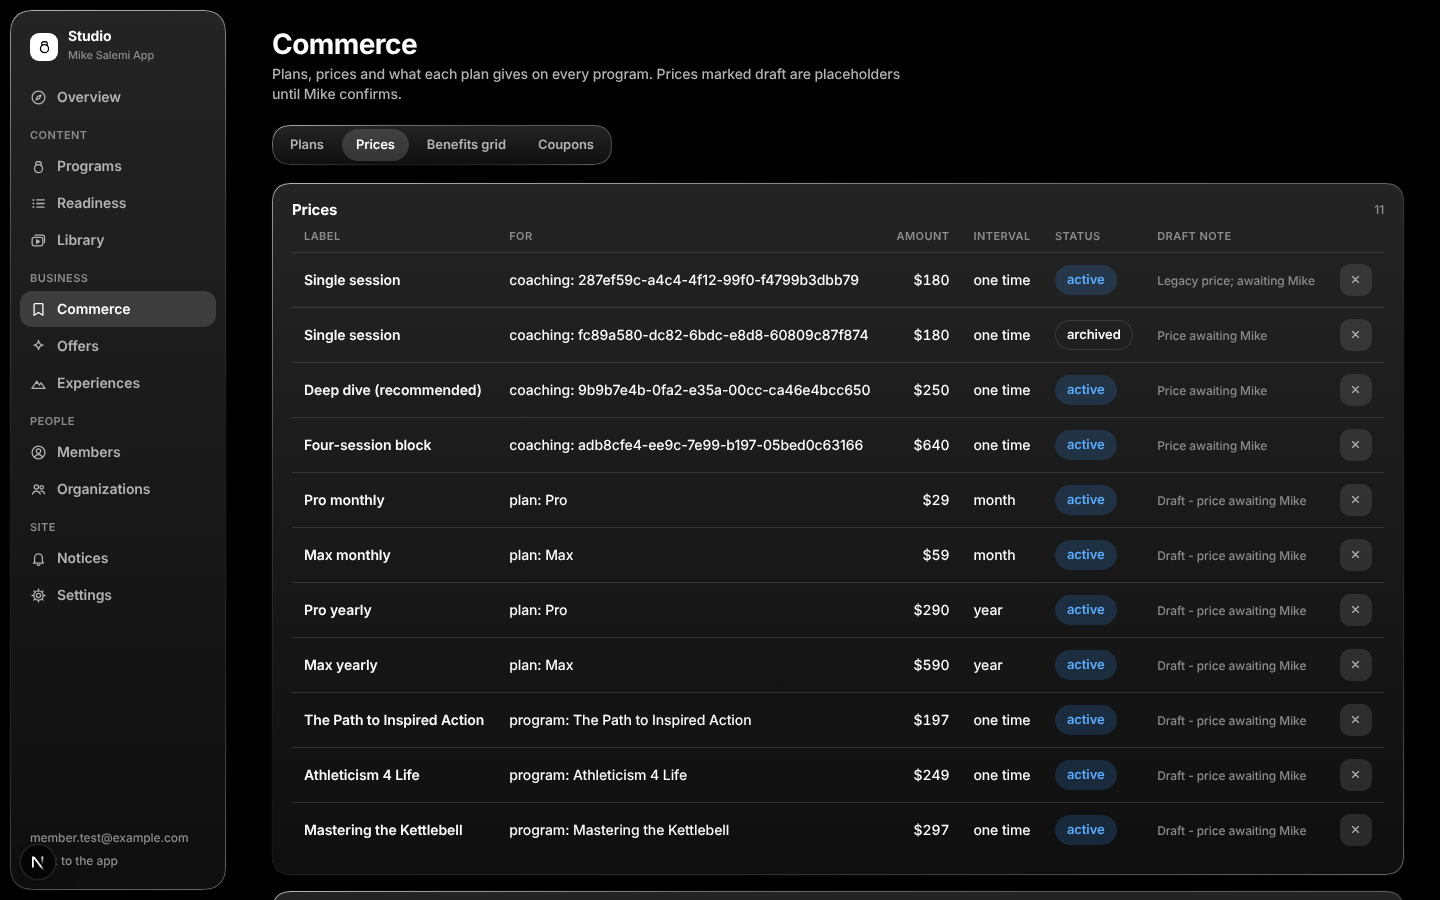 Studio
Mike Salemi App
Overview
CONTENT
Programs
Readiness
Library
BUSINESS
Commerce
Offers
Experiences
PEOPLE
Members
Organizations
SITE
Notices
Settings
member.test@example.com
N to the app
Commerce
Plans, prices and what each plan gives on every program. Prices marked draft are placeholders
until Mike confirms.
Plans Prices Benefits grid Coupons
Prices 11
LABEL FOR AMOUNT INTERVAL STATUS DRAFT NOTE
Single session coaching: 287ef59c-a4c4-4f12-99f0-f4799b3dbb79 $180 one time active Legacy price; awaiting Mike ×
Single session coaching: fc89a580-dc82-6bdc-e8d8-60809c87f874 $180 one time archived Price awaiting Mike ×
Deep dive (recommended) coaching: 9b9b7e4b-0fa2-e35a-00cc-ca46e4bcc650 $250 one time active Price awaiting Mike ×
Four-session block coaching: adb8cfe4-ee9c-7e99-b197-05bed0c63166 $640 one time active Price awaiting Mike ×
Pro monthly plan: Pro $29 month active Draft - price awaiting Mike ×
Max monthly plan: Max $59 month active Draft - price awaiting Mike ×
Pro yearly plan: Pro $290 year active Draft - price awaiting Mike ×
Max yearly plan: Max $590 year active Draft - price awaiting Mike ×
The Path to Inspired Action program: The Path to Inspired Action $197 one time active Draft - price awaiting Mike ×
Athleticism 4 Life program: Athleticism 4 Life $249 one time active Draft - price awaiting Mike ×
Mastering the Kettlebell program: Mastering the Kettlebell $297 one time active Draft - price awaiting Mike ×